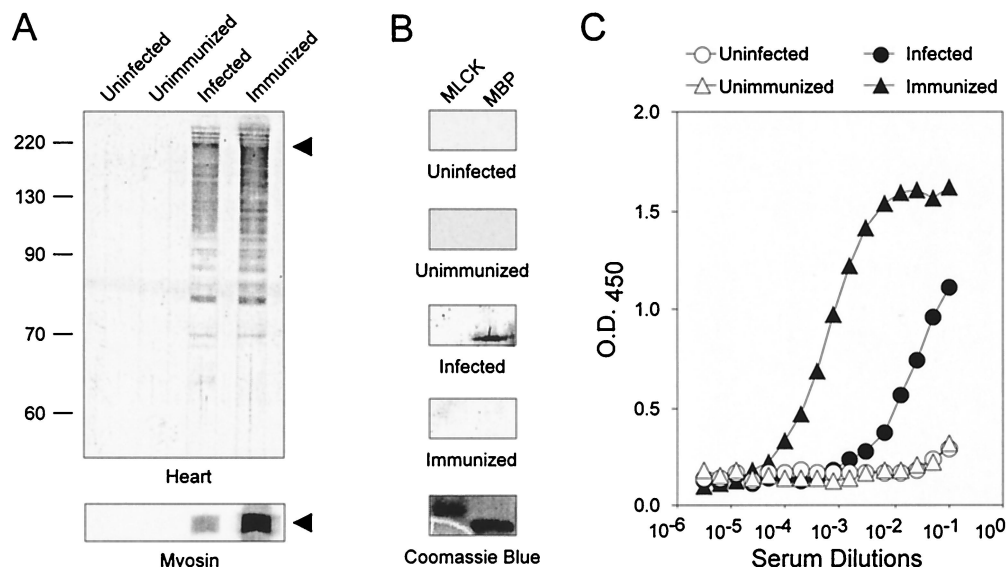 A
Uninfected
Unimmunized
Infected
Immunized
220
130
90
70
60
Heart
Myosin
B
MLCK
MBP
Uninfected
Unimmunized
Infected
Immunized
Coomassie Blue
C
Uninfected
Infected
Unimmunized
Immunized
2.0
1.5
1.0
0.5
0.0
O.D. 450
10-6 10-5 10-4 10-3 10-2 10-1 100
Serum Dilutions